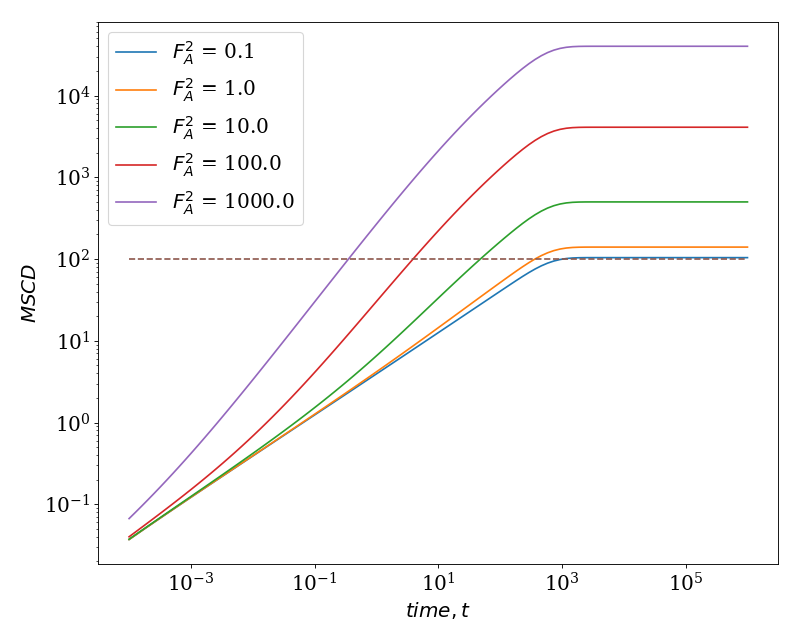 F_A^2 = 0.1
F_A^2 = 1.0
F_A^2 = 10.0
F_A^2 = 100.0
F_A^2 = 1000.0
10^4
10^3
10^2
10^1
10^0
10^−1
MSCD
10^−3 10^−1 10^1 10^3 10^5
time, t